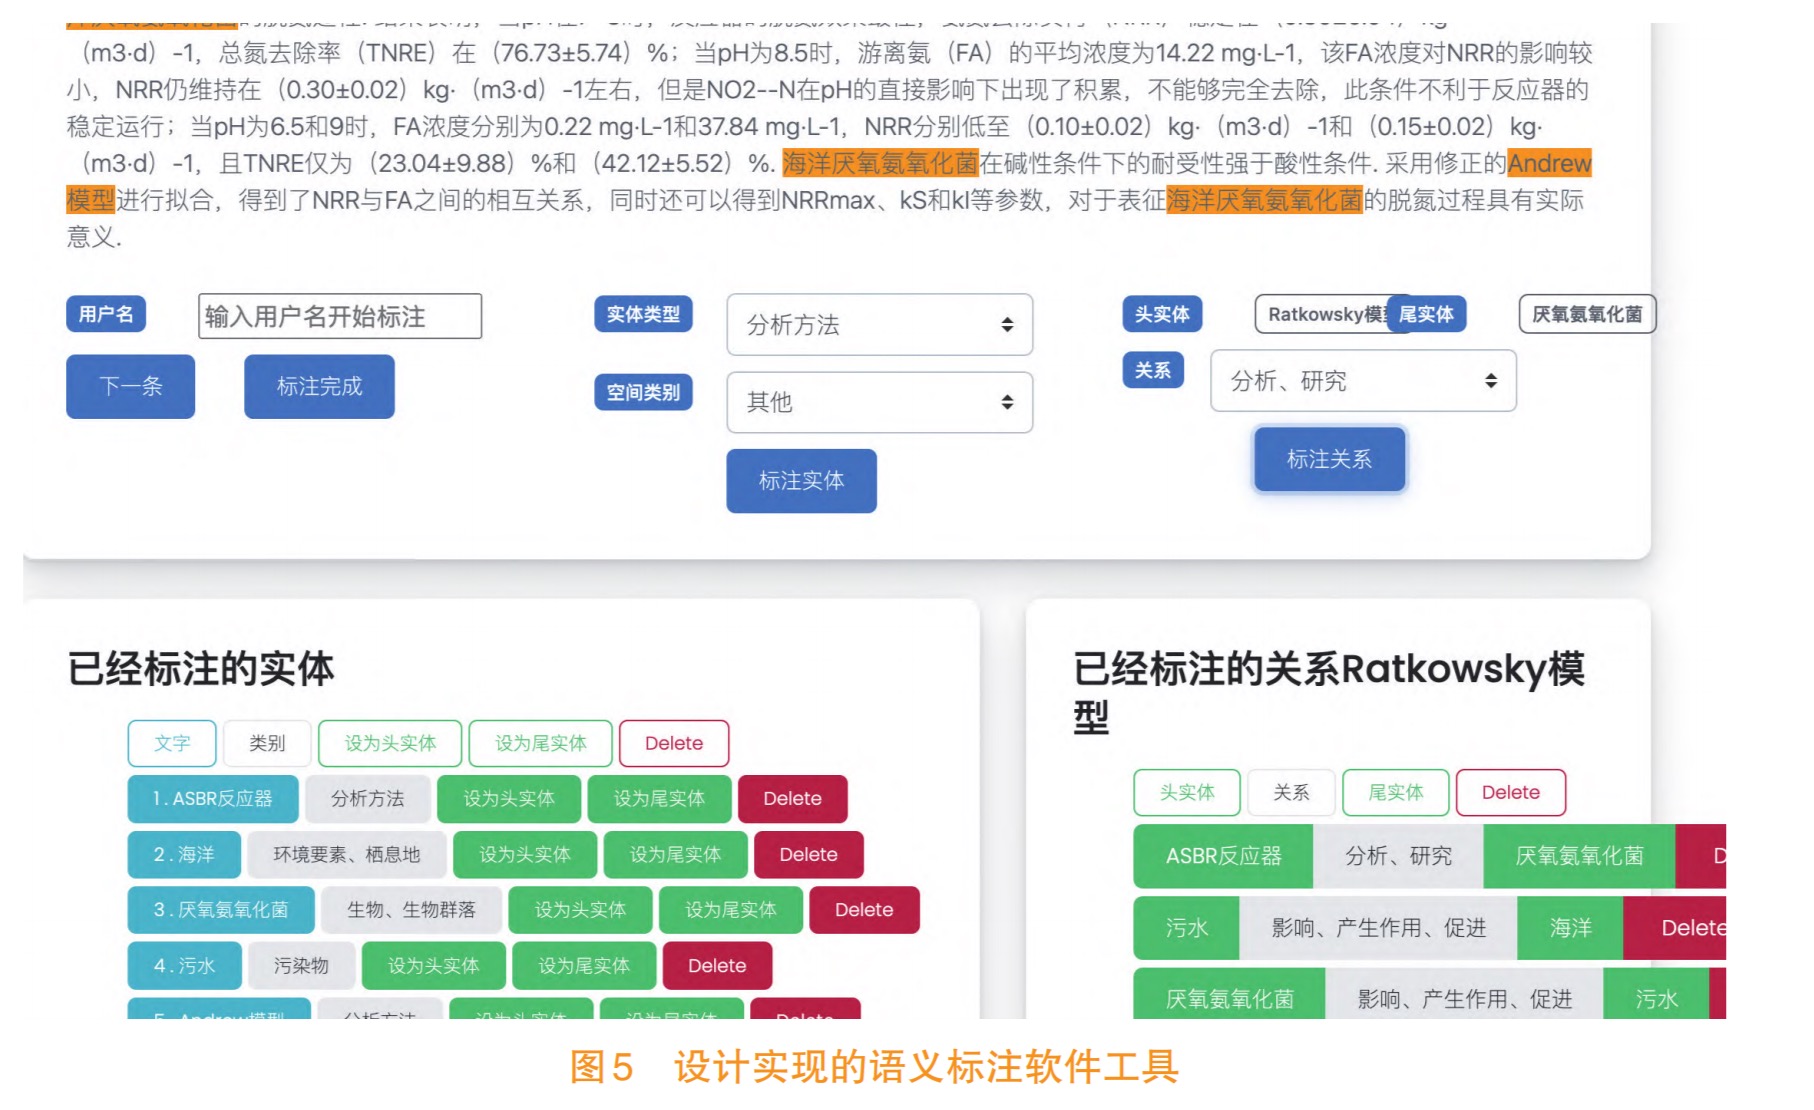 （m3·d）-1，总氮去除率（TNRE）在（76.73±5.74）%；当pH为8.5时，游离氨（FA）的平均浓度为14.22 mg·L-1，该FA浓度对NRR的影响较
小，NRR仍维持在（0.30±0.02）kg·（m3·d）-1左右，但是NO2--N在pH的直接影响下出现了积累，不能够完全去除，此条件不利于反应器的
稳定运行；当pH为6.5和9时，FA浓度分别为0.22 mg·L-1和37.84 mg·L-1，NRR分别低至（0.10±0.02）kg·（m3·d）-1和（0.15±0.02）kg·
（m3·d）-1，且TNRE仅为（23.04±9.88）%和（42.12±5.52）%. 海洋厌氧氨氧化菌在碱性条件下的耐受性强于酸性条件. 采用修正的Andrew
模型进行拟合，得到了NRR与FA之间的相互关系，同时还可以得到NRRmax、kS和kI等参数，对于表征海洋厌氧氨氧化菌的脱氮过程具有实际
意义.
用户名 输入用户名开始标注 实体类型 分析方法 头实体 Ratkowsky模 尾实体 厌氧氨氧化菌
下一条 标注完成 空间类别 其他 关系 分析、研究
标注实体 标注关系
已经标注的实体
文字 类别 设为头实体 设为尾实体 Delete
1 . ASBR反应器 分析方法 设为头实体 设为尾实体 Delete
2 . 海洋 环境要素、栖息地 设为头实体 设为尾实体 Delete
3 . 厌氧氨氧化菌 生物、生物群落 设为头实体 设为尾实体 Delete
4 . 污水 污染物 设为头实体 设为尾实体 Delete
5 . Andrew模型 分析方法 设为头实体 设为尾实体 Delete
已经标注的关系Ratkowsky模
型
头实体 关系 尾实体 Delete
ASBR反应器 分析、研究 厌氧氨氧化菌 D
污水 影响、产生作用、促进 海洋 Delete
厌氧氨氧化菌 影响、产生作用、促进 污水
图5 设计实现的语义标注软件工具